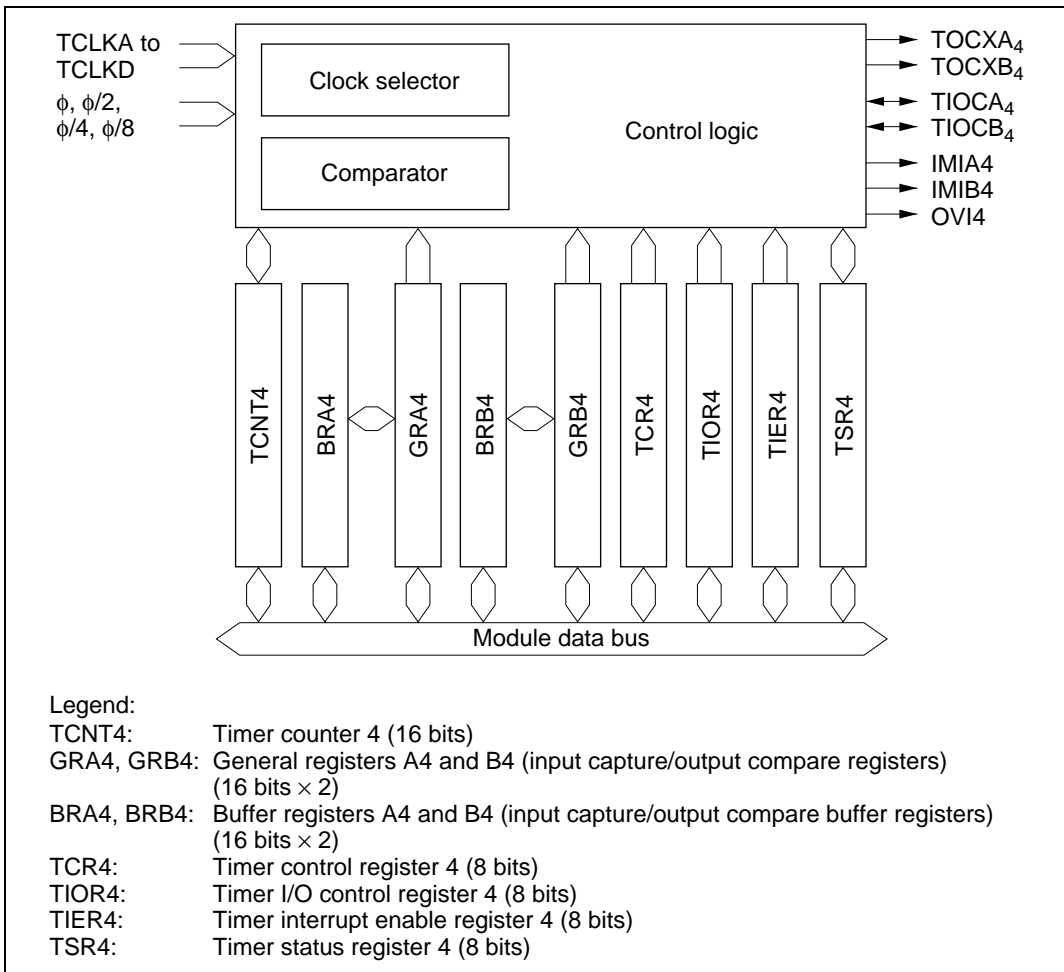 TCLKA to
TCLKD
ϕ, ϕ/2,
ϕ/4, ϕ/8
Clock selector
Comparator
Control logic
TOCXA4
TOCXB4
TIOCA4
TIOCB4
IMIA4
IMIB4
OVI4
TCNT4
BRA4
GRA4
BRB4
GRB4
TCR4
TIOR4
TIER4
TSR4
Module data bus
Legend:
TCNT4: Timer counter 4 (16 bits)
GRA4, GRB4: General registers A4 and B4 (input capture/output compare registers)
(16 bits × 2)
BRA4, BRB4: Buffer registers A4 and B4 (input capture/output compare buffer registers)
(16 bits × 2)
TCR4: Timer control register 4 (8 bits)
TIOR4: Timer I/O control register 4 (8 bits)
TIER4: Timer interrupt enable register 4 (8 bits)
TSR4: Timer status register 4 (8 bits)